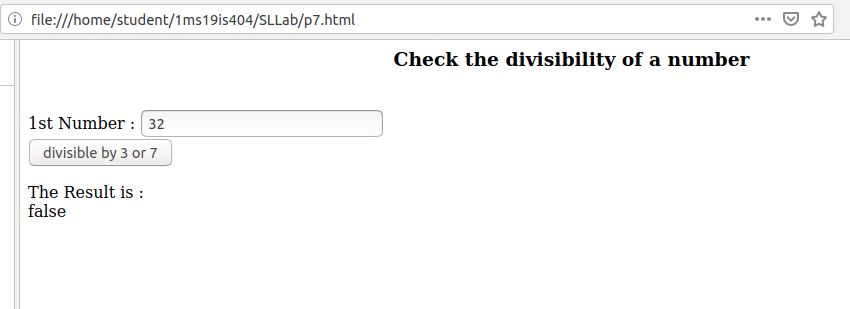 file:///home/student/1ms19is404/SLLab/p7.html
Check the divisibility of a number
1st Number : 32
divisible by 3 or 7
The Result is :
false